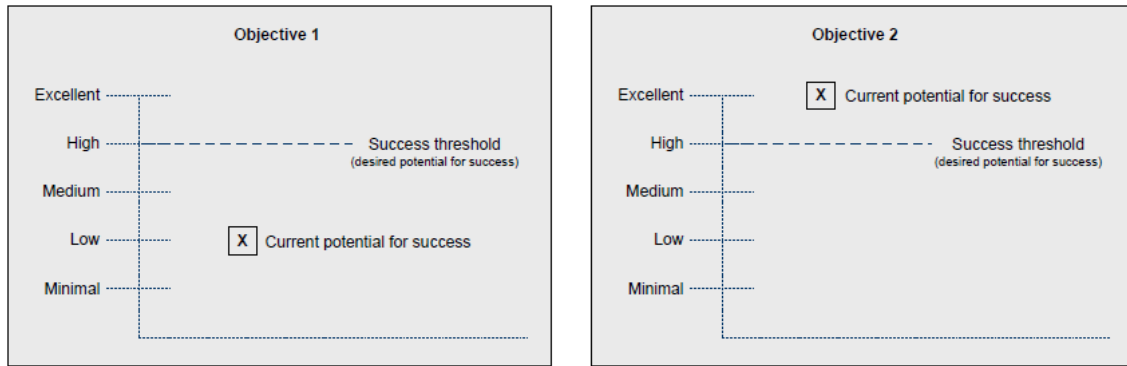 Objective 1
Excellent
High
Success threshold
(desired potential for success)
Medium
Low
X Current potential for success
Minimal
Objective 2
Excellent
X Current potential for success
High
Success threshold
(desired potential for success)
Medium
Low
Minimal